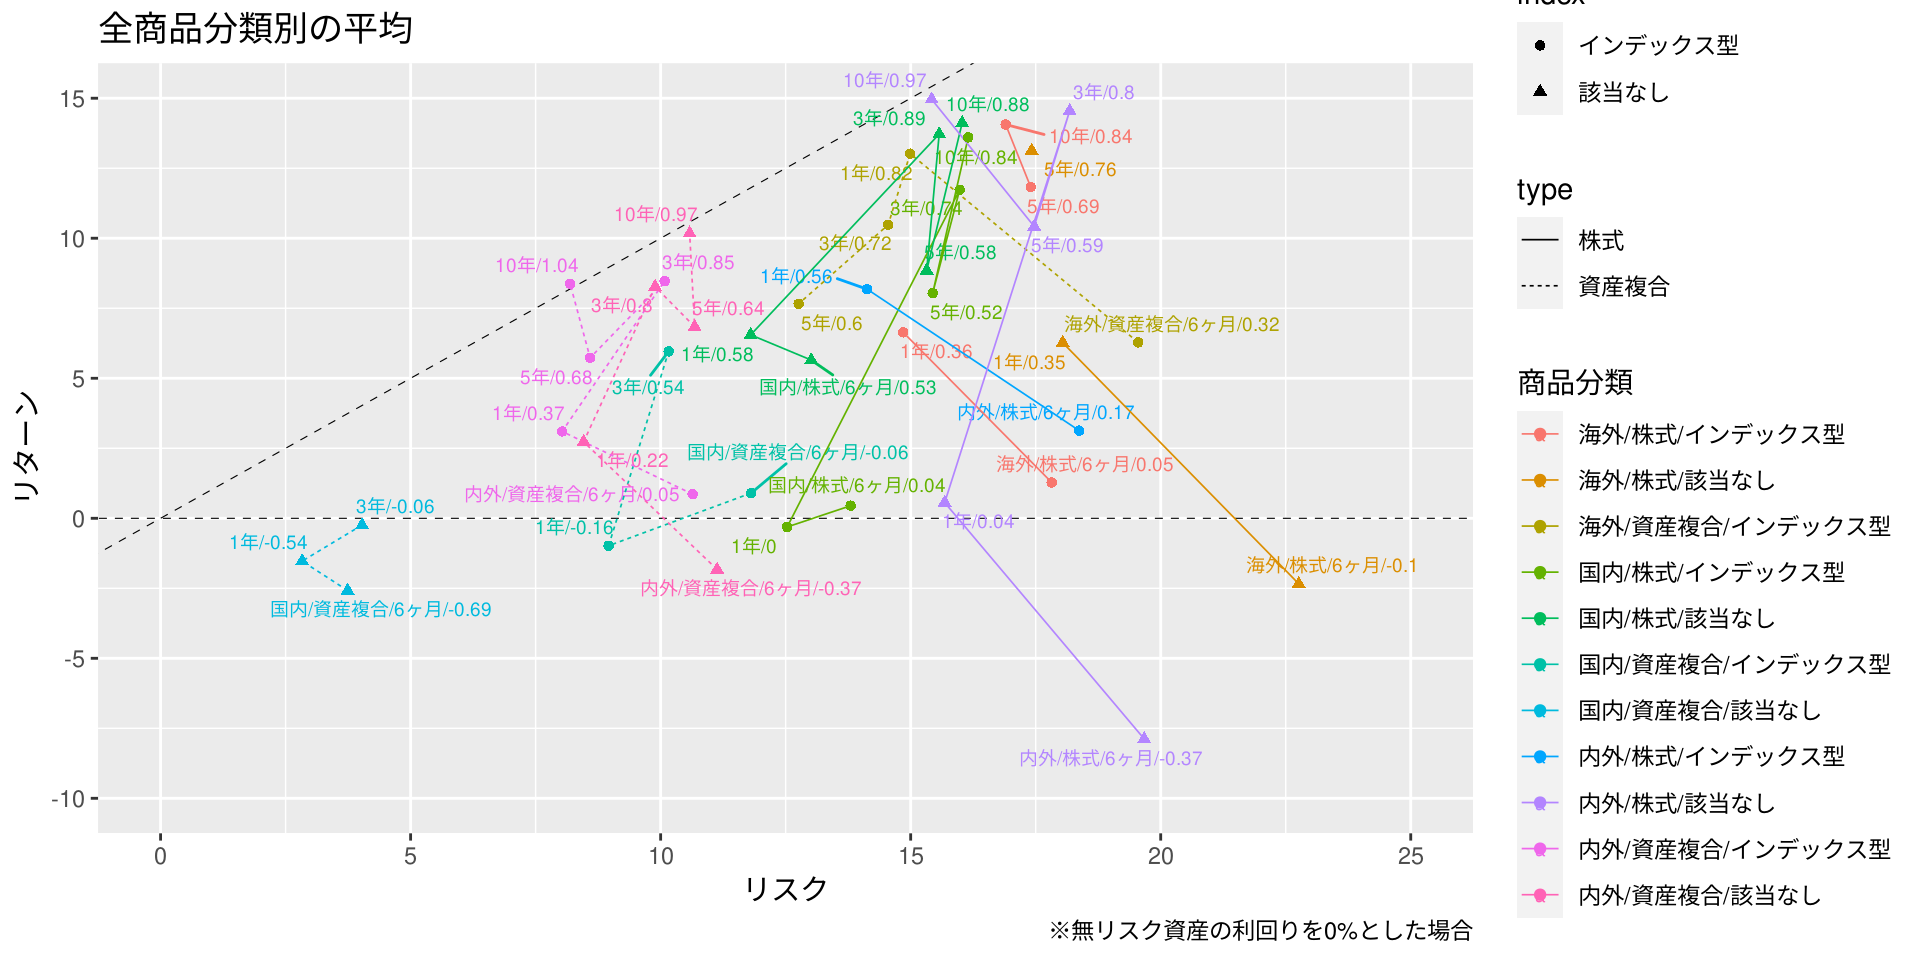 全商品分類別の平均
index
インデックス型
該当なし
type
株式
資産複合
商品分類
海外/株式/インデックス型
海外/株式/該当なし
海外/資産複合/インデックス型
国内/株式/インデックス型
国内/株式/該当なし
国内/資産複合/インデックス型
国内/資産複合/該当なし
内外/株式/インデックス型
内外/株式/該当なし
内外/資産複合/インデックス型
内外/資産複合/該当なし
リターン
15
10
5
0
-5
-10
10年/0.97
3年/0.8
10年/0.88
3年/0.89
10年/0.84
10年/0.84
5年/0.76
1年/0.82
5年/0.69
3年/0.74
10年/0.97
3年/0.72
5年/0.59
5年/0.58
10年/1.04
3年/0.85
1年/0.56
3年/0.8
5年/0.64
5年/0.52
5年/0.6
海外/資産複合/6ヶ月/0.32
1年/0.58
1年/0.36
1年/0.35
5年/0.68
3年/0.54
国内/株式/6ヶ月/0.53
1年/0.37
内外/株式/6ヶ月/0.17
国内/資産複合/6ヶ月/-0.06
1年/0.22
海外/株式/6ヶ月/0.05
国内/株式/6ヶ月/0.04
内外/資産複合/6ヶ月/0.05
3年/-0.06
1年/0.04
1年/-0.16
1年/-0.54
1年/0
海外/株式/6ヶ月/-0.1
内外/資産複合/6ヶ月/-0.37
国内/資産複合/6ヶ月/-0.69
内外/株式/6ヶ月/-0.37
0
5
10
15
20
25
リスク
※無リスク資産の利回りを0%とした場合